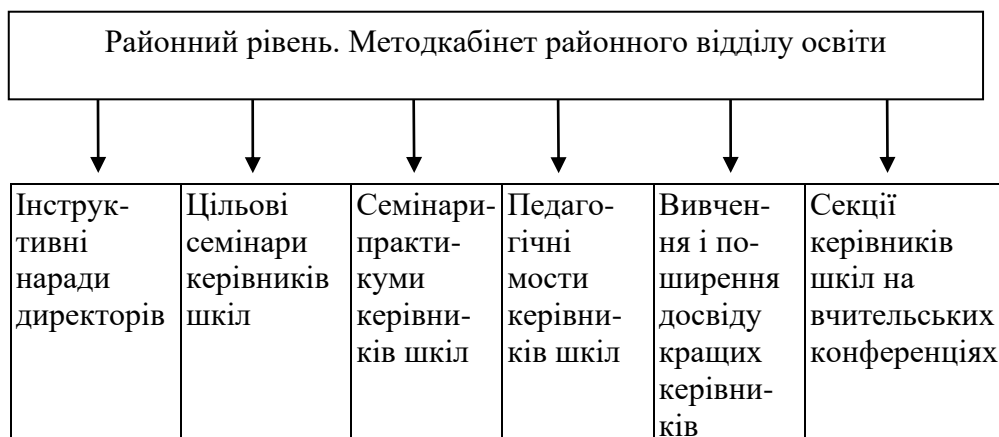 Районний рівень. Методкабінет районного відділу освіти
Інструк-
тивні
наради
директорів
Цільові
семінари
керівників
шкіл
Семінари-
практи-
куми
керівни-
ків шкіл
Педаго-
гічні
мости
керівни-
ків шкіл
Вивчен-
ня і по-
ширення
досвіду
кращих
керівни-
ків
Секції
керівників
шкіл на
вчительських
конференціях